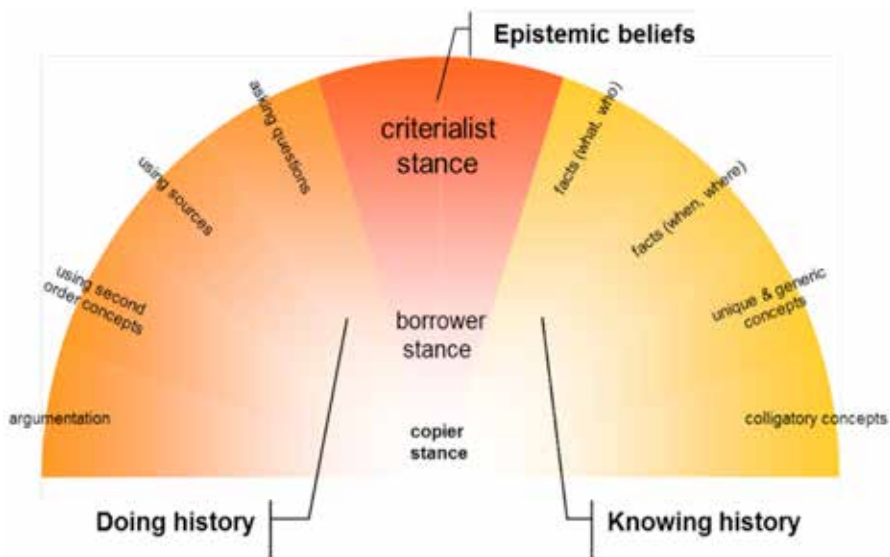 Epistemic beliefs
asking questions
criterialist
stance
facts (what, who)
using sources
facts (when, where)
using second
order concepts
unique & generic
concepts
borrower
stance
argumentation
colligatory concepts
copier
stance
Doing history
Knowing history